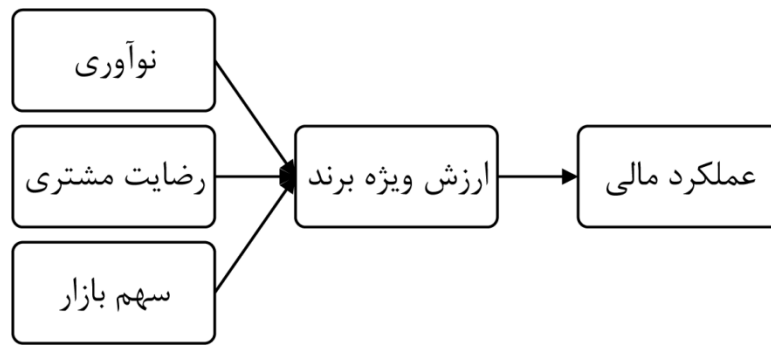 نوآوری
رضایت مشتری
سهم بازار
ارزش ویژه برند
عملکرد مالی